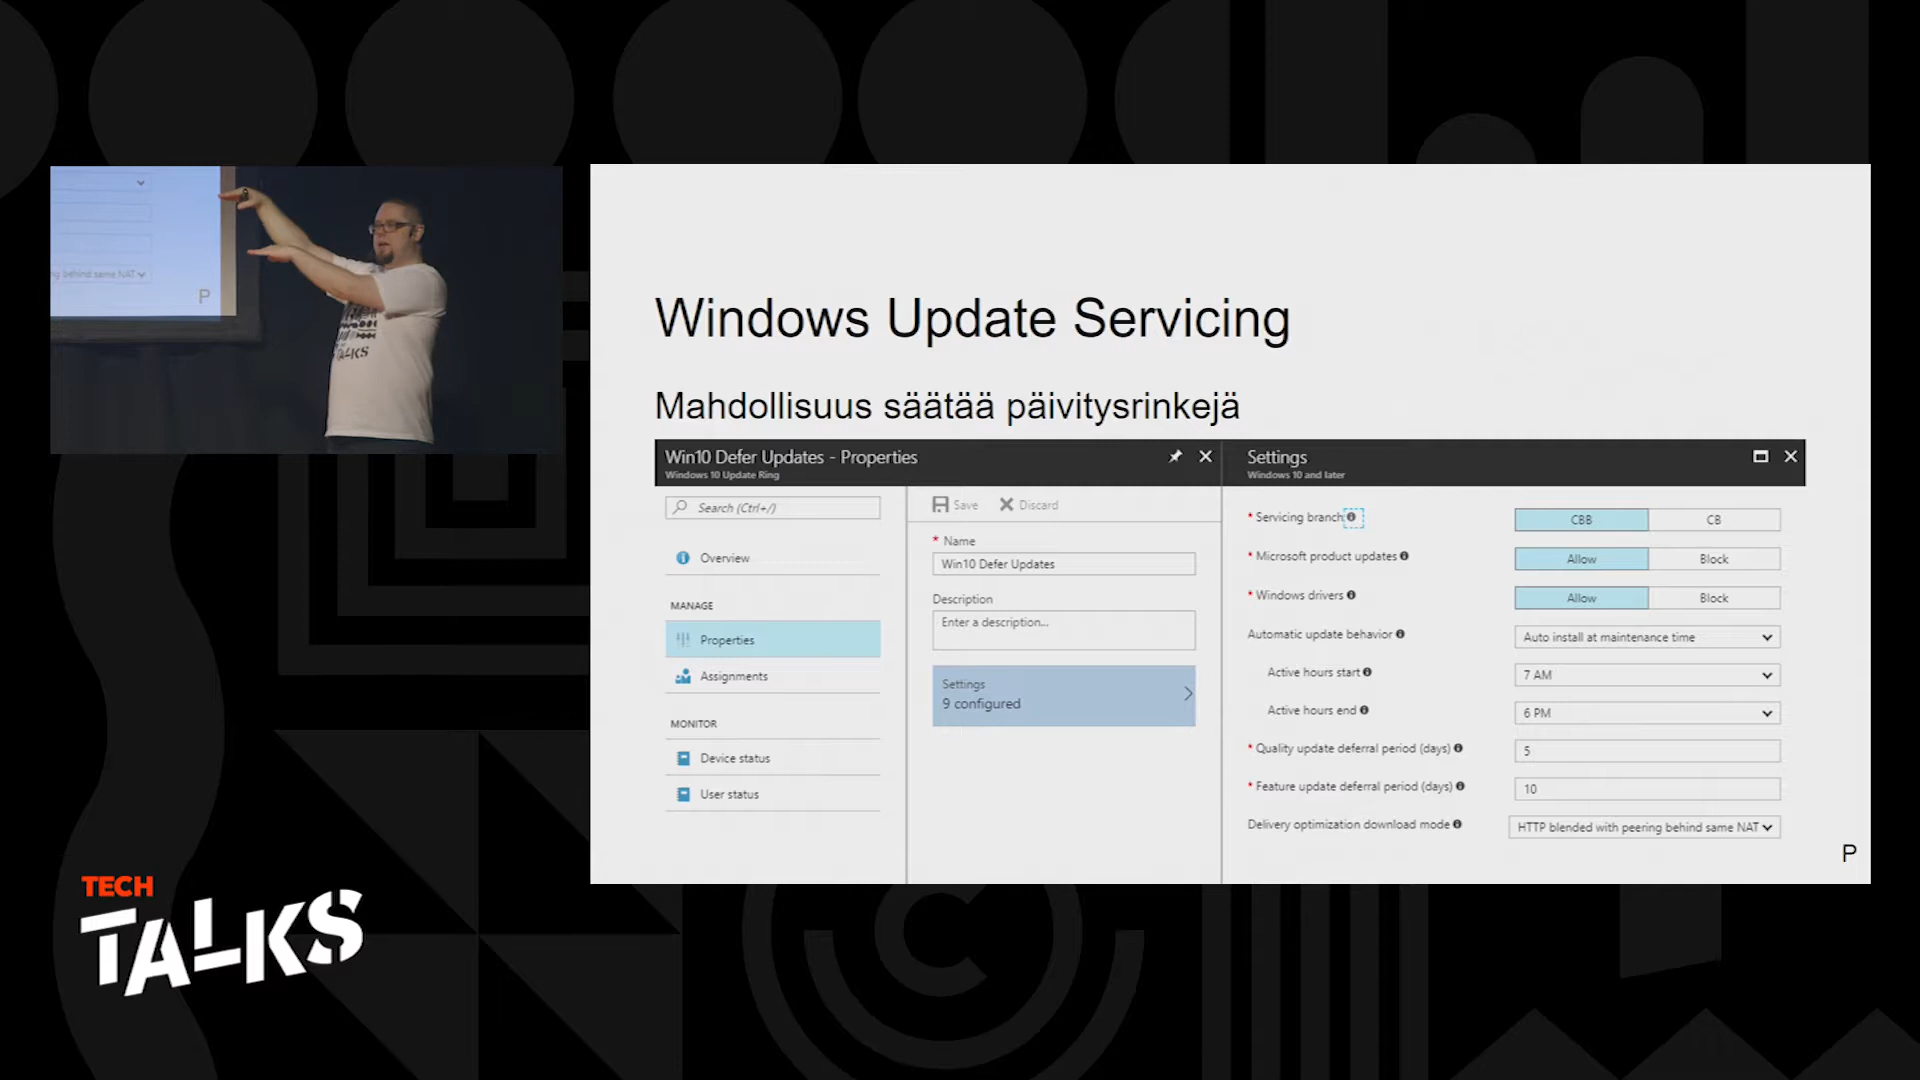 ng behind same NAT
P
TALKS
Windows Update Servicing
Mahdollisuus säätää päivitysrinkejä
Win10 Defer Updates - Properties
Windows 10 Update Ring
Search (Ctrl+/)
Overview
MANAGE
Properties
Assignments
MONITOR
Device status
User status
Save Discard
* Name
Win10 Defer Updates
Description
Enter a description...
Settings
9 configured
Settings
Windows 10 and later
* Servicing branch CBB CB
* Microsoft product updates Allow Block
* Windows drivers Allow Block
Automatic update behavior Auto install at maintenance time
Active hours start 7 AM
Active hours end 6 PM
* Quality update deferral period (days) 5
* Feature update deferral period (days) 10
Delivery optimization download mode HTTP blended with peering behind same NAT
P
TECH
TALKS